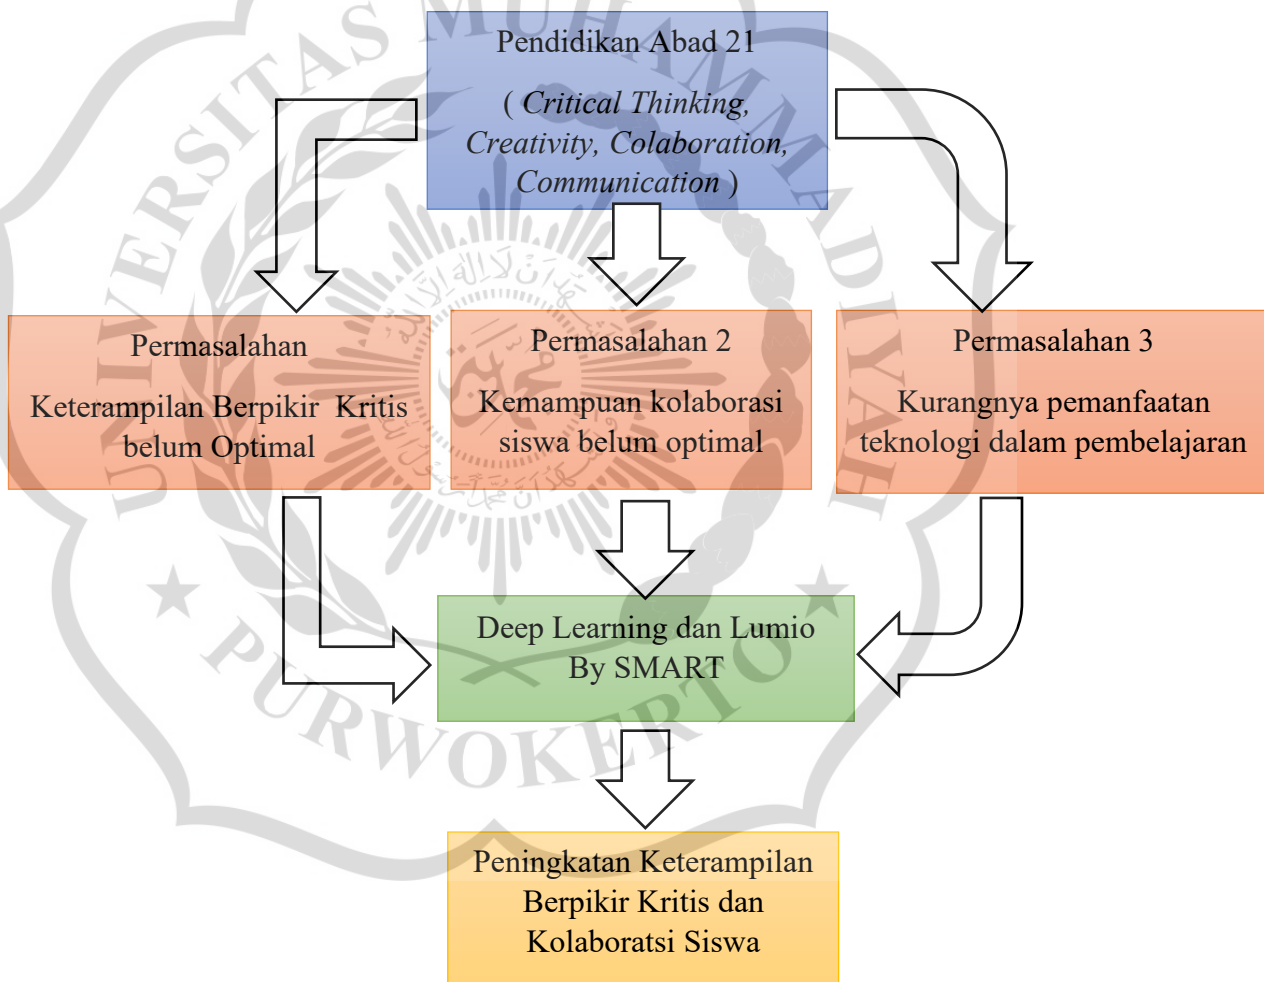 Pendidikan Abad 21
( Critical Thinking,
Creativity, Colaboration,
Communication )
Permasalahan
Keterampilan Berpikir Kritis
belum Optimal
Permasalahan 2
Kemampuan kolaborasi
siswa belum optimal
Permasalahan 3
Kurangnya pemanfaatan
teknologi dalam pembelajaran
Deep Learning dan Lumio
By SMART
Peningkatan Keterampilan
Berpikir Kritis dan
Kolaboratsi Siswa
UNIVERSITAS MUHAMMADIYAH
PURWOKERTO